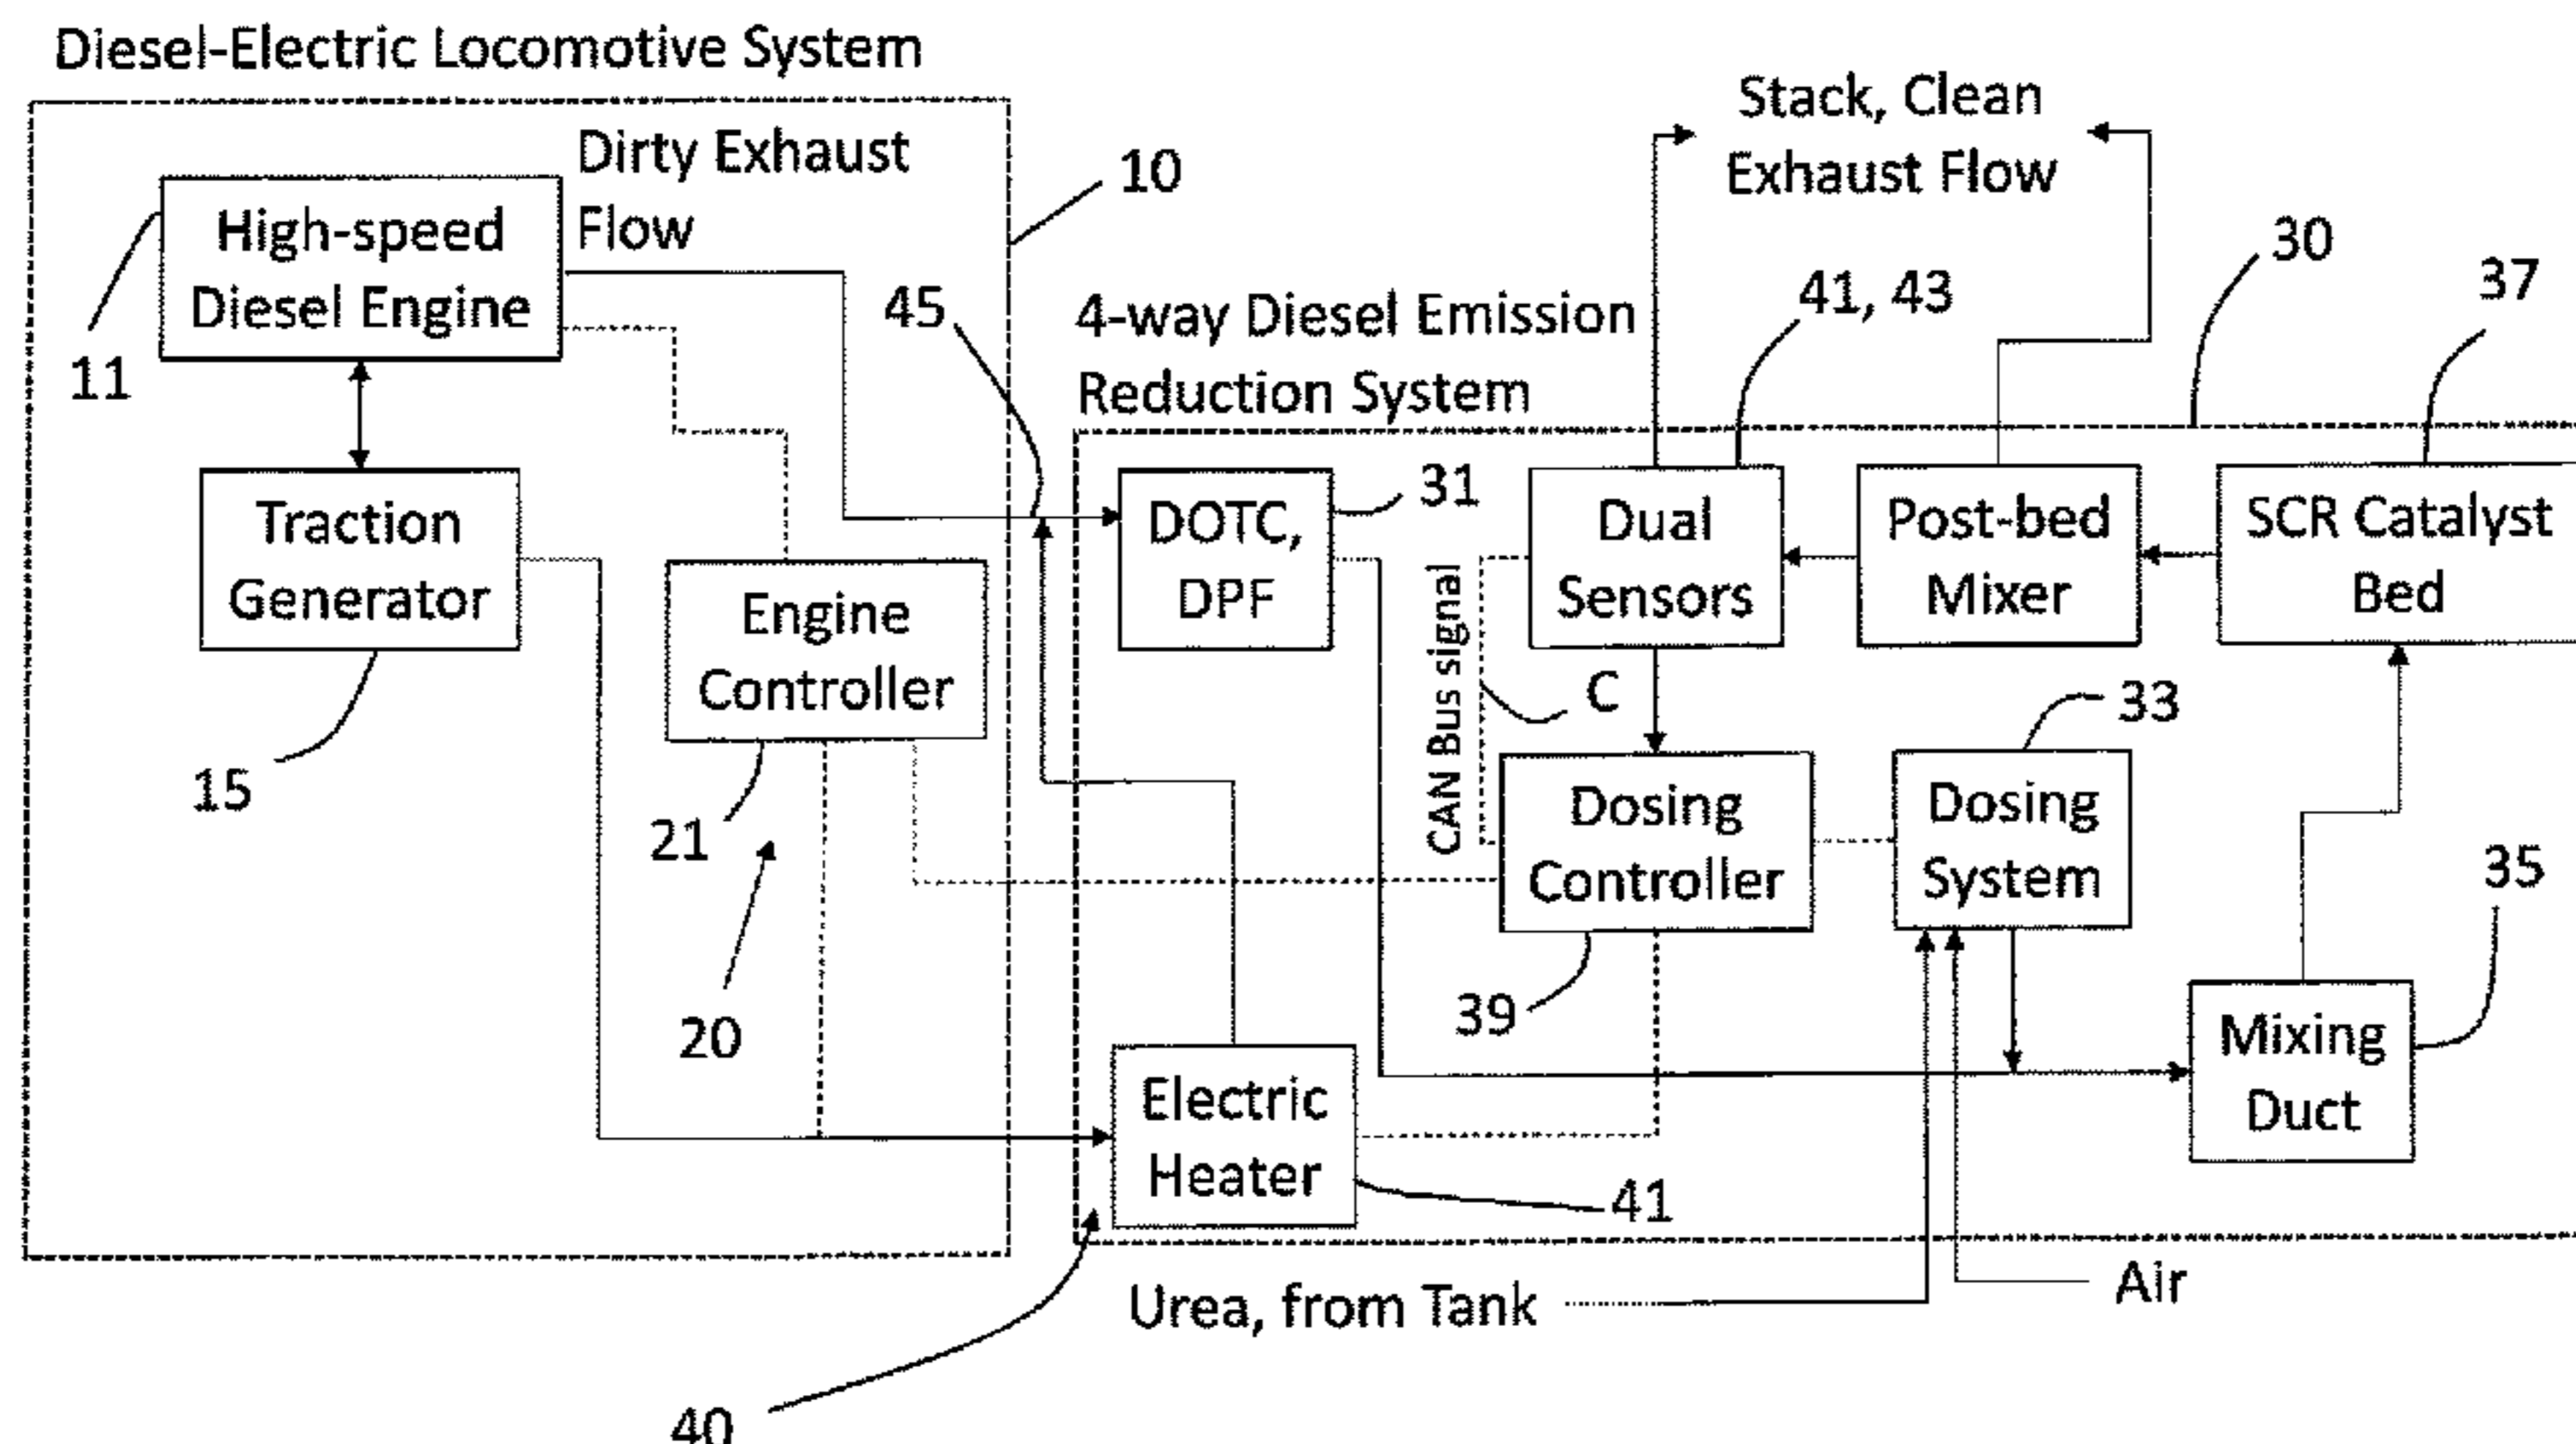 Diesel-Electric Locomotive System
Dirty Exhaust
Flow
High-speed
Diesel Engine
11
10
Stack, Clean
Exhaust Flow
30
37
45
4-way Diesel Emission
Reduction System
41, 43
Traction
Generator
15
Engine
Controller
21
20
DOTC,
DPF
31
Dual
Sensors
Post-bed
Mixer
SCR Catalyst
Bed
CAN Bus signal
C
33
Dosing
Controller
39
Dosing
System
35
Mixing
Duct
Electric
Heater
41
Urea, from Tank
Air
40